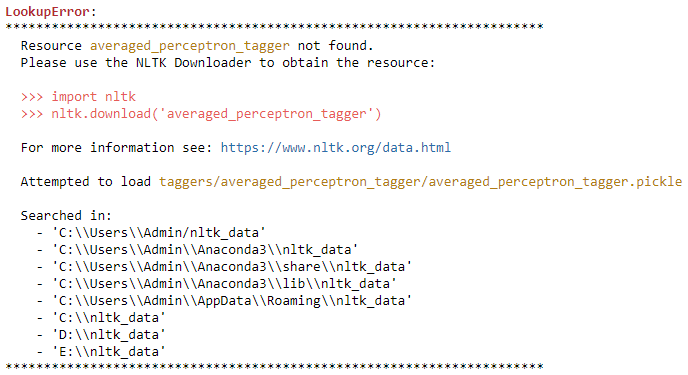 LookupError:
**********************************************************************
Resource averaged_perceptron_tagger not found.
Please use the NLTK Downloader to obtain the resource:
>>> import nltk
>>> nltk.download('averaged_perceptron_tagger')
For more information see: https://www.nltk.org/data.html
Attempted to load taggers/averaged_perceptron_tagger/averaged_perceptron_tagger.pickle
Searched in:
- 'C:\\Users\\Admin/nltk_data'
- 'C:\\Users\\Admin\\Anaconda3\\nltk_data'
- 'C:\\Users\\Admin\\Anaconda3\\share\\nltk_data'
- 'C:\\Users\\Admin\\Anaconda3\\lib\\nltk_data'
- 'C:\\Users\\Admin\\AppData\\Roaming\\nltk_data'
- 'C:\\nltk_data'
- 'D:\\nltk_data'
- 'E:\\nltk_data'
**********************************************************************